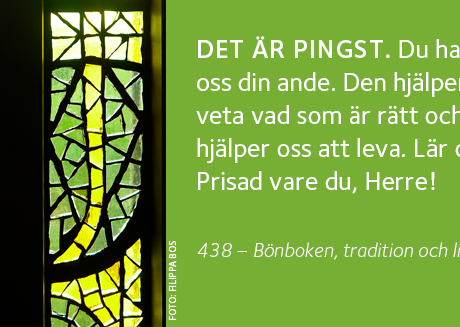 DET ÄR PINGST. Du ha
oss din ande. Den hjälper
veta vad som är rätt och
hjälper oss att leva. Lär
Prisad vare du, Herre!
438 – Bönboken, tradition och
FOTO: FILIPPA BOS